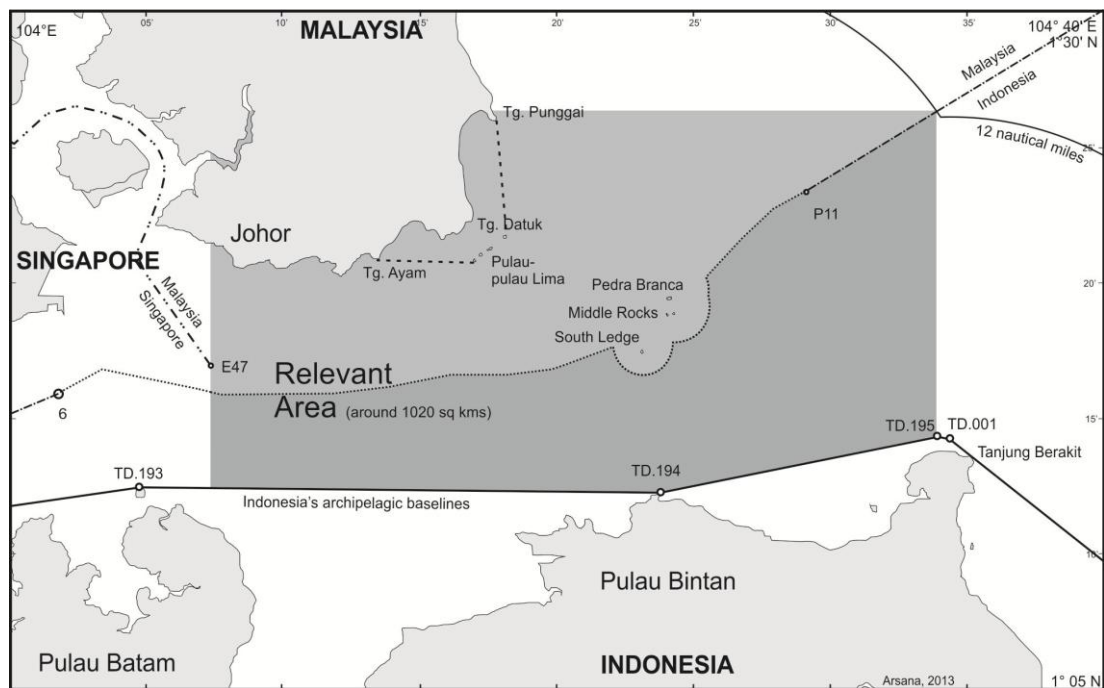 104°E
05'
10'
15'
20'
25'
30'
35'
104° 40' E
1° 30' N
MALAYSIA
Malaysia
Indonesia
12 nautical miles
25'
Tg. Punggai
P11
Tg. Datuk
Johor
SINGAPORE
Tg. Ayam
Pulau-
pulau Lima
Pedra Branca
20'
Malaysia
Singapore
Middle Rocks
South Ledge
E47
Relevant
Area (around 1020 sq kms)
6
15'
TD.195
TD.001
Tanjung Berakit
TD.193
TD.194
Indonesia's archipelagic baselines
10'
Pulau Bintan
Pulau Batam
INDONESIA
Arsana, 2013
1° 05 N